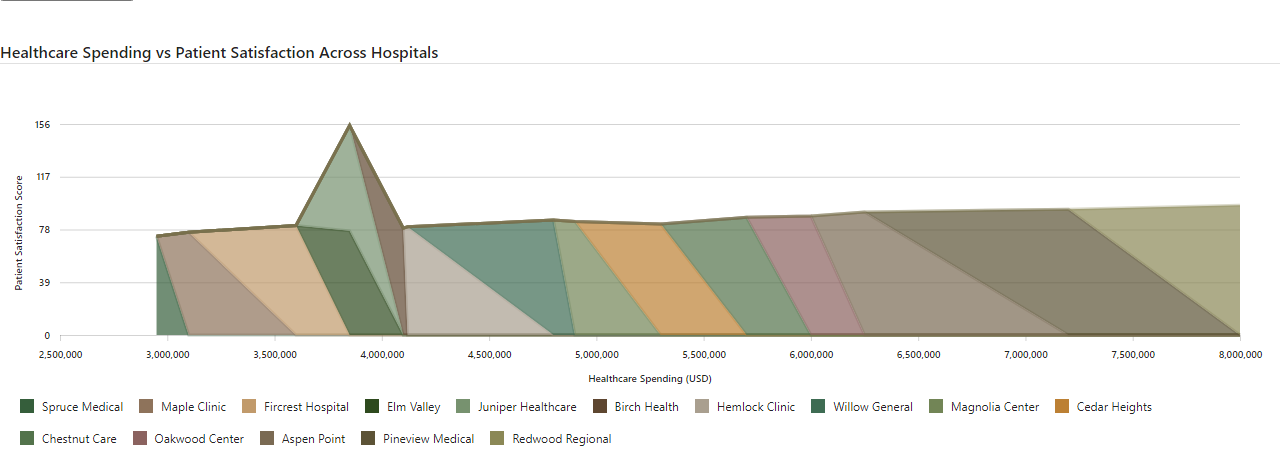 Healthcare Spending vs Patient Satisfaction Across Hospitals
Patient Satisfaction Score
156
117
78
39
0
2,500,000 3,000,000 3,500,000 4,000,000 4,500,000 5,000,000 5,500,000 6,000,000 6,500,000 7,000,000 7,500,000 8,000,000
Healthcare Spending (USD)
Spruce Medical Maple Clinic Fircrest Hospital Elm Valley Juniper Healthcare Birch Health Hemlock Clinic Willow General Magnolia Center Cedar Heights
Chestnut Care Oakwood Center Aspen Point Pineview Medical Redwood Regional